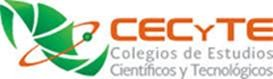 CECyTE
Colegios de Estudios
Científicos y Tecnológicos